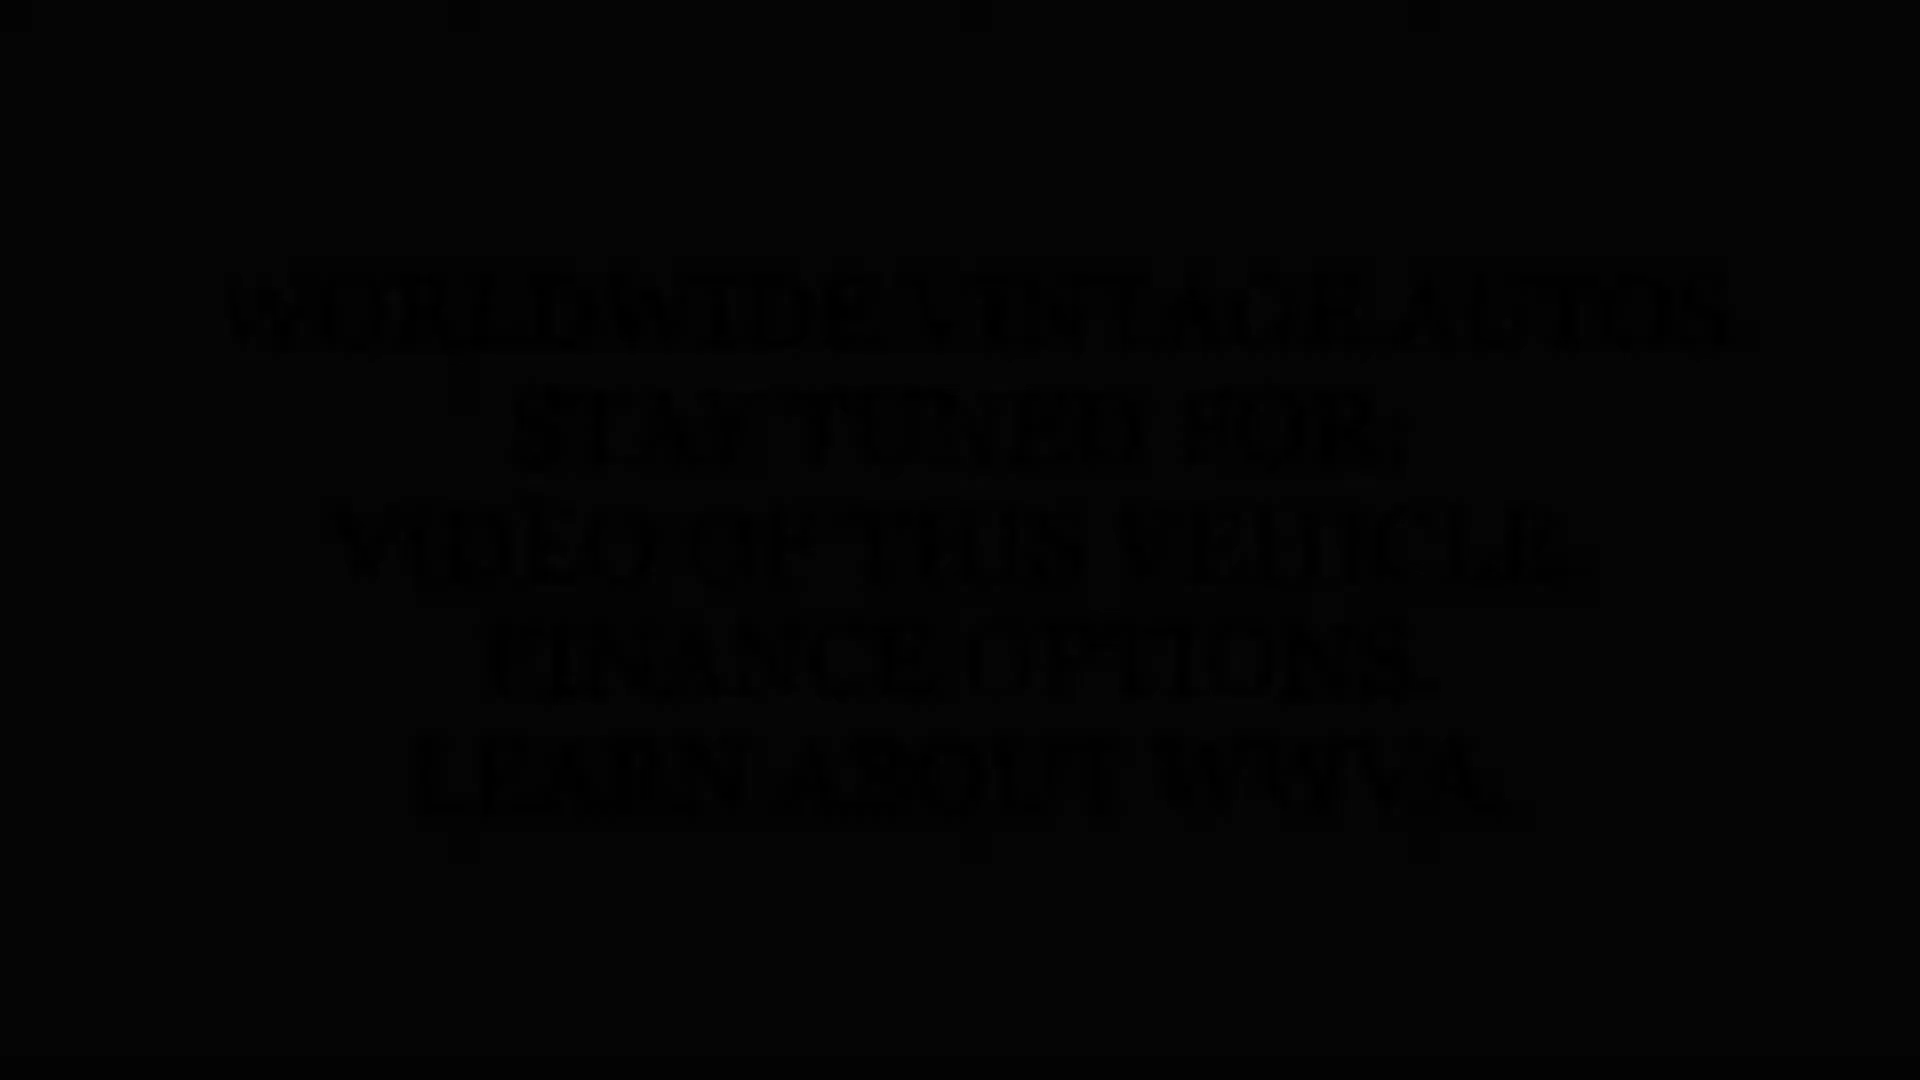 WORLDWIDE VINTAGE AUTOS.
STAY TUNED FOR:
VIDEO OF THIS VEHICLE.
FINANCE OPTIONS.
LEARN ABOUT WWVA.